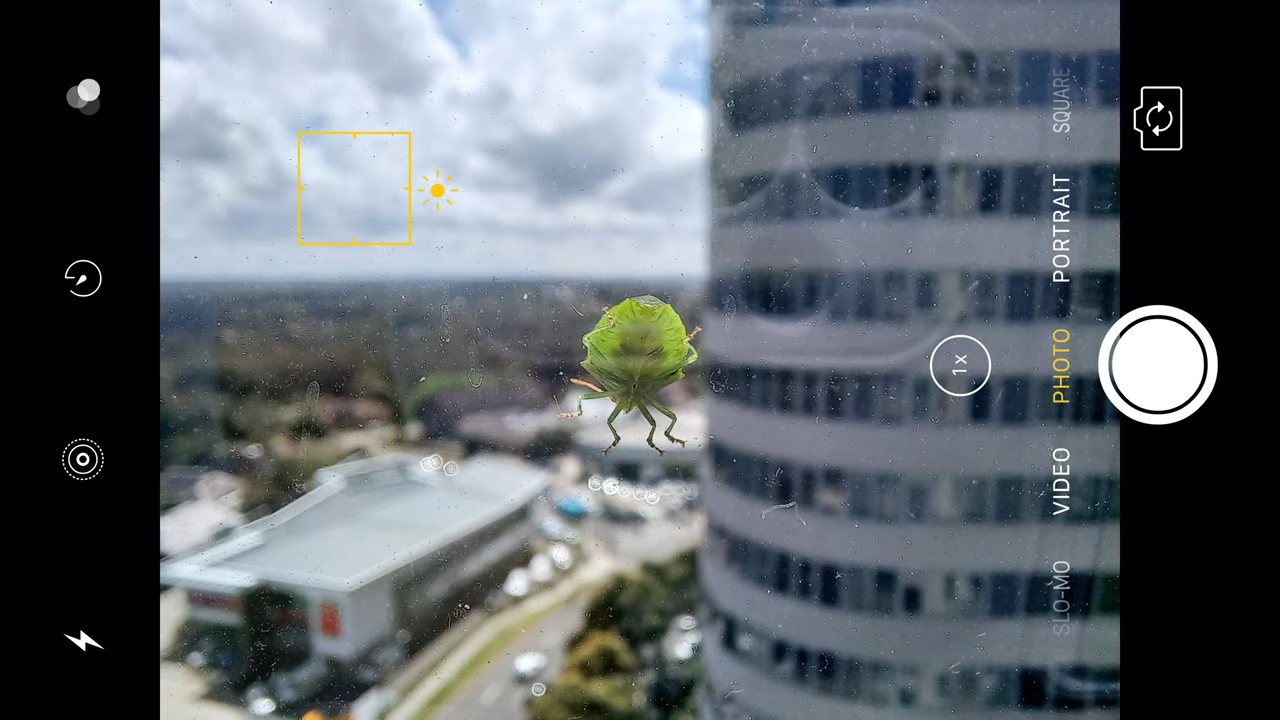 SQUARE
PORTRAIT
PHOTO
VIDEO
SLO-MO
1x